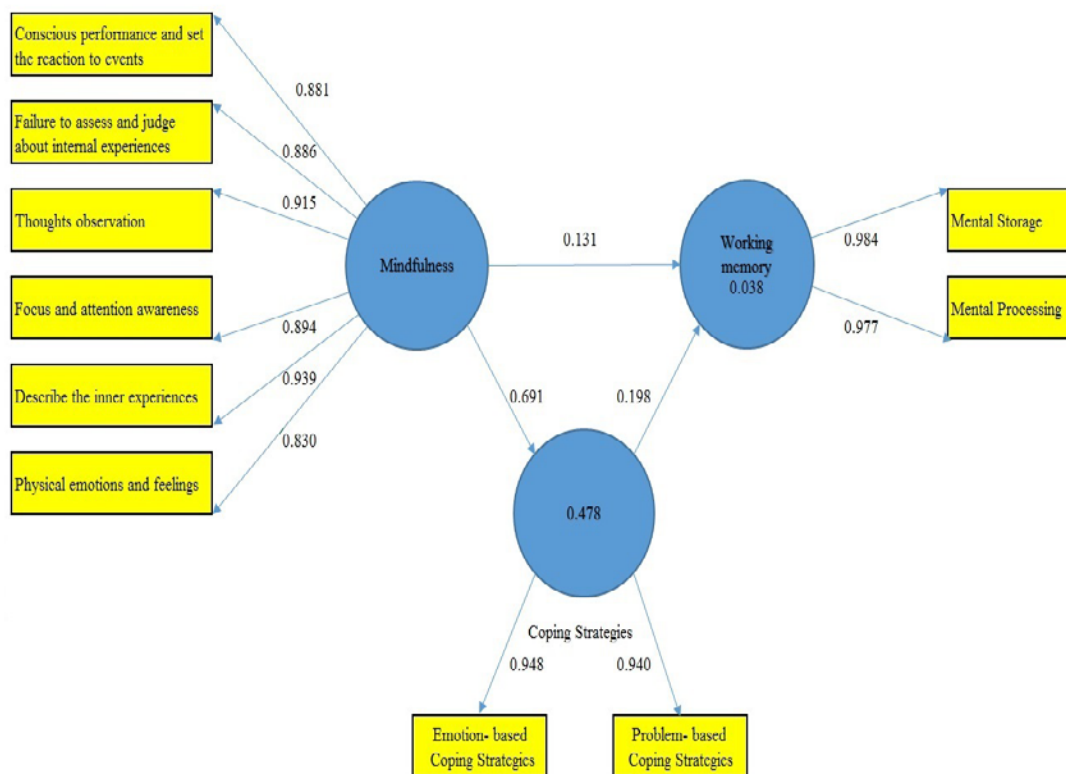 Conscious performance and set
the reaction to events
0.881
Failure to assess and judge
about internal experiences
0.886
Thoughts observation
0.915
Focus and attention awareness
0.894
Describe the inner experiences
0.939
Physical emotions and feelings
0.830
Mindfulness
0.131
Working
memory
0.038
0.984
Mental Storage
0.977
Mental Processing
0.691
0.198
0.478
Coping Strategies
0.948
0.940
Emotion- based
Coping Strategies
Problem- based
Coping Strategies